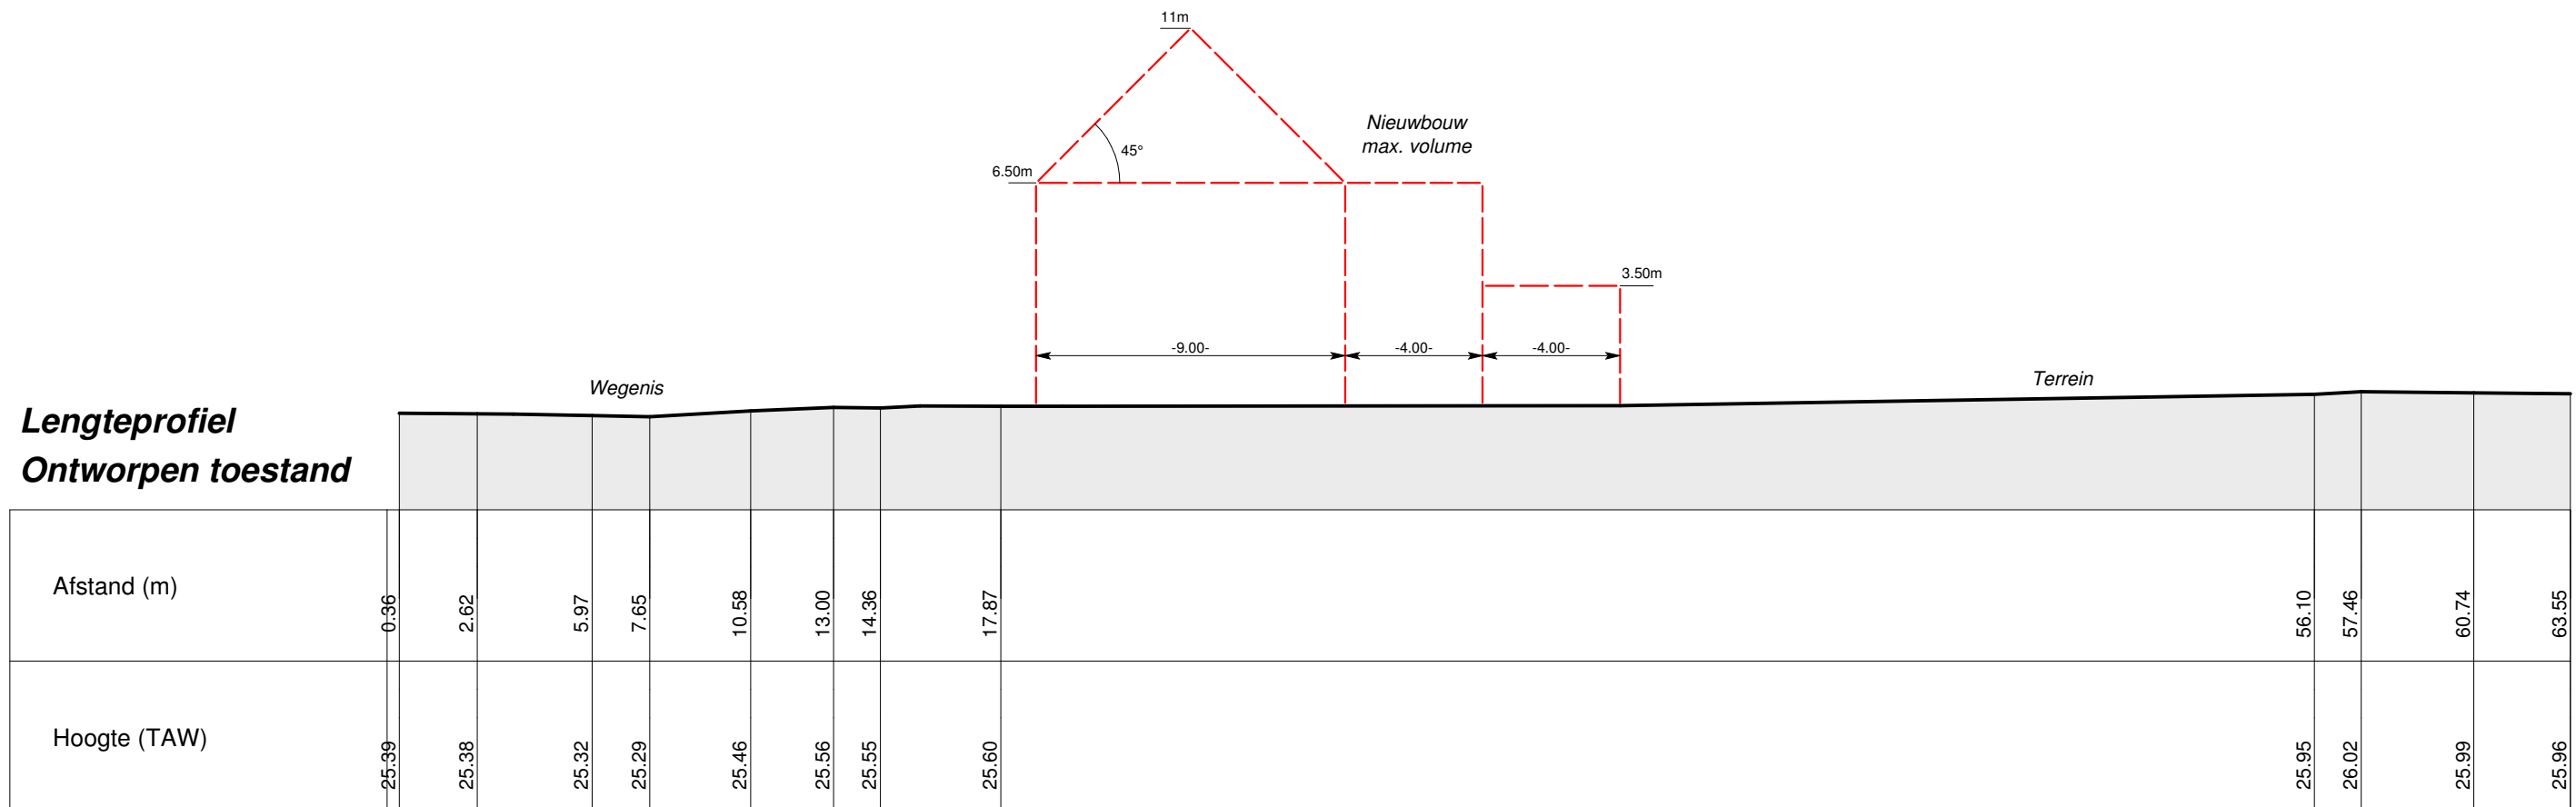 11m
Nieuwbouw
max. volume
45°
6.50m
3.50m
-9.00-
-4.00-
-4.00-
Wegenis
Terrein
Lengteprofiel
Ontworpen toestand
Afstand (m)
0.36
2.62
5.97
7.65
10.58
13.00
14.36
17.87
56.10
57.46
60.74
63.55
Hoogte (TAW)
25.39
25.38
25.32
25.29
25.46
25.56
25.55
25.60
25.95
26.02
25.99
25.96